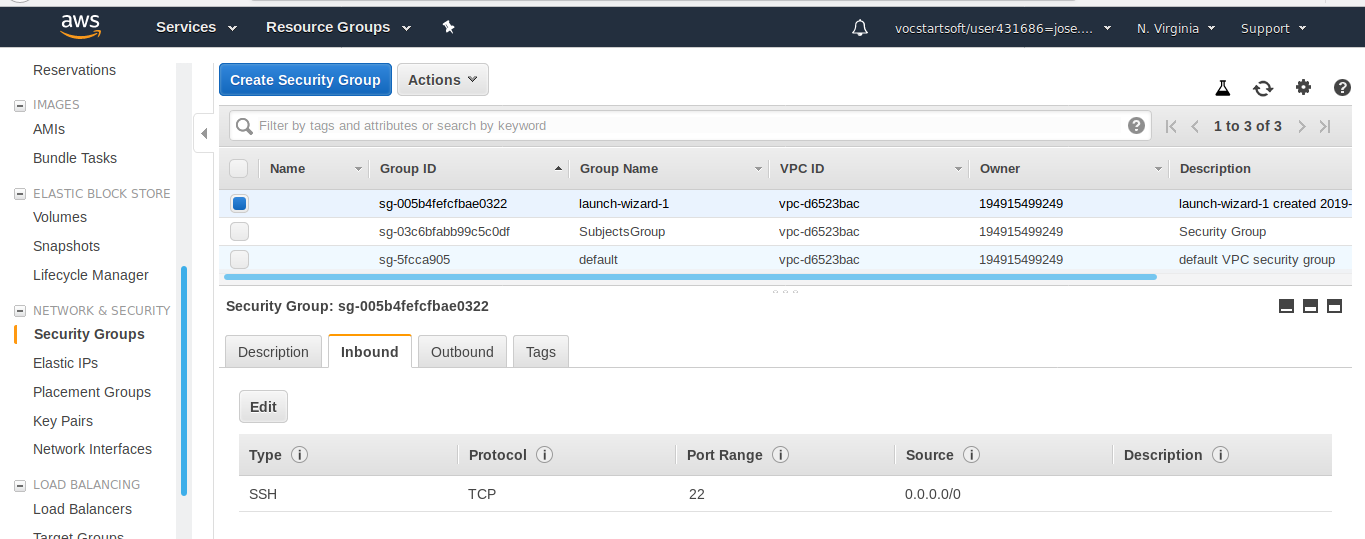 aws Services Resource Groups vocstartsoft/user431686=jose.... N. Virginia Support
Reservations
IMAGES
AMIs
Bundle Tasks
ELASTIC BLOCK STORE
Volumes
Snapshots
Lifecycle Manager
NETWORK & SECURITY
Security Groups
Elastic IPs
Placement Groups
Key Pairs
Network Interfaces
LOAD BALANCING
Load Balancers
Target Groups
Create Security Group Actions
Filter by tags and attributes or search by keyword 1 to 3 of 3
Name Group ID Group Name VPC ID Owner Description
sg-005b4fefcfbae0322 launch-wizard-1 vpc-d6523bac 194915499249 launch-wizard-1 created 2019-
sg-03c6bfabb99c5c0df SubjectsGroup vpc-d6523bac 194915499249 Security Group
sg-5fcca905 default vpc-d6523bac 194915499249 default VPC security group
Security Group: sg-005b4fefcfbae0322
Description Inbound Outbound Tags
Edit
Type Protocol Port Range Source Description
SSH TCP 22 0.0.0.0/0